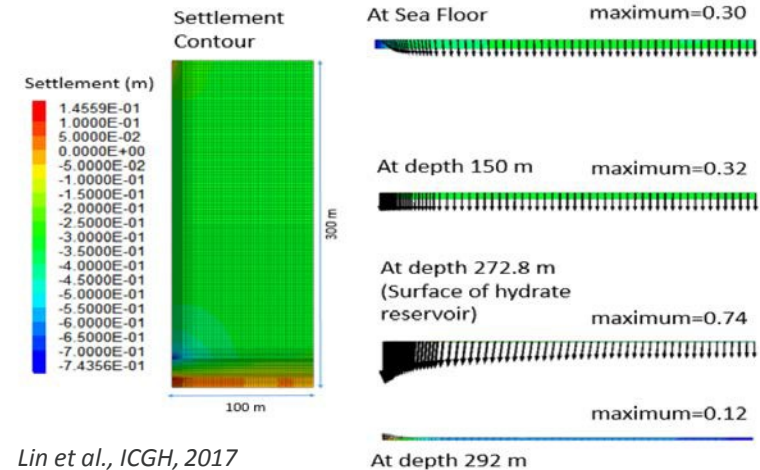 Settlement
Contour
Settlement (m)
1.4559E-01
1.0000E-01
5.0000E-02
0.0000E+00
-5.0000E-02
-1.0000E-01
-1.5000E-01
-2.0000E-01
-2.5000E-01
-3.0000E-01
-3.5000E-01
-4.0000E-01
-4.5000E-01
-5.0000E-01
-5.5000E-01
-6.0000E-01
-6.5000E-01
-7.0000E-01
-7.4356E-01
300 m
100 m
Lin et al., ICGH, 2017
At Sea Floor
maximum=0.30
At depth 150 m
maximum=0.32
At depth 272.8 m
(Surface of hydrate
reservoir)
maximum=0.74
maximum=0.12
At depth 292 m